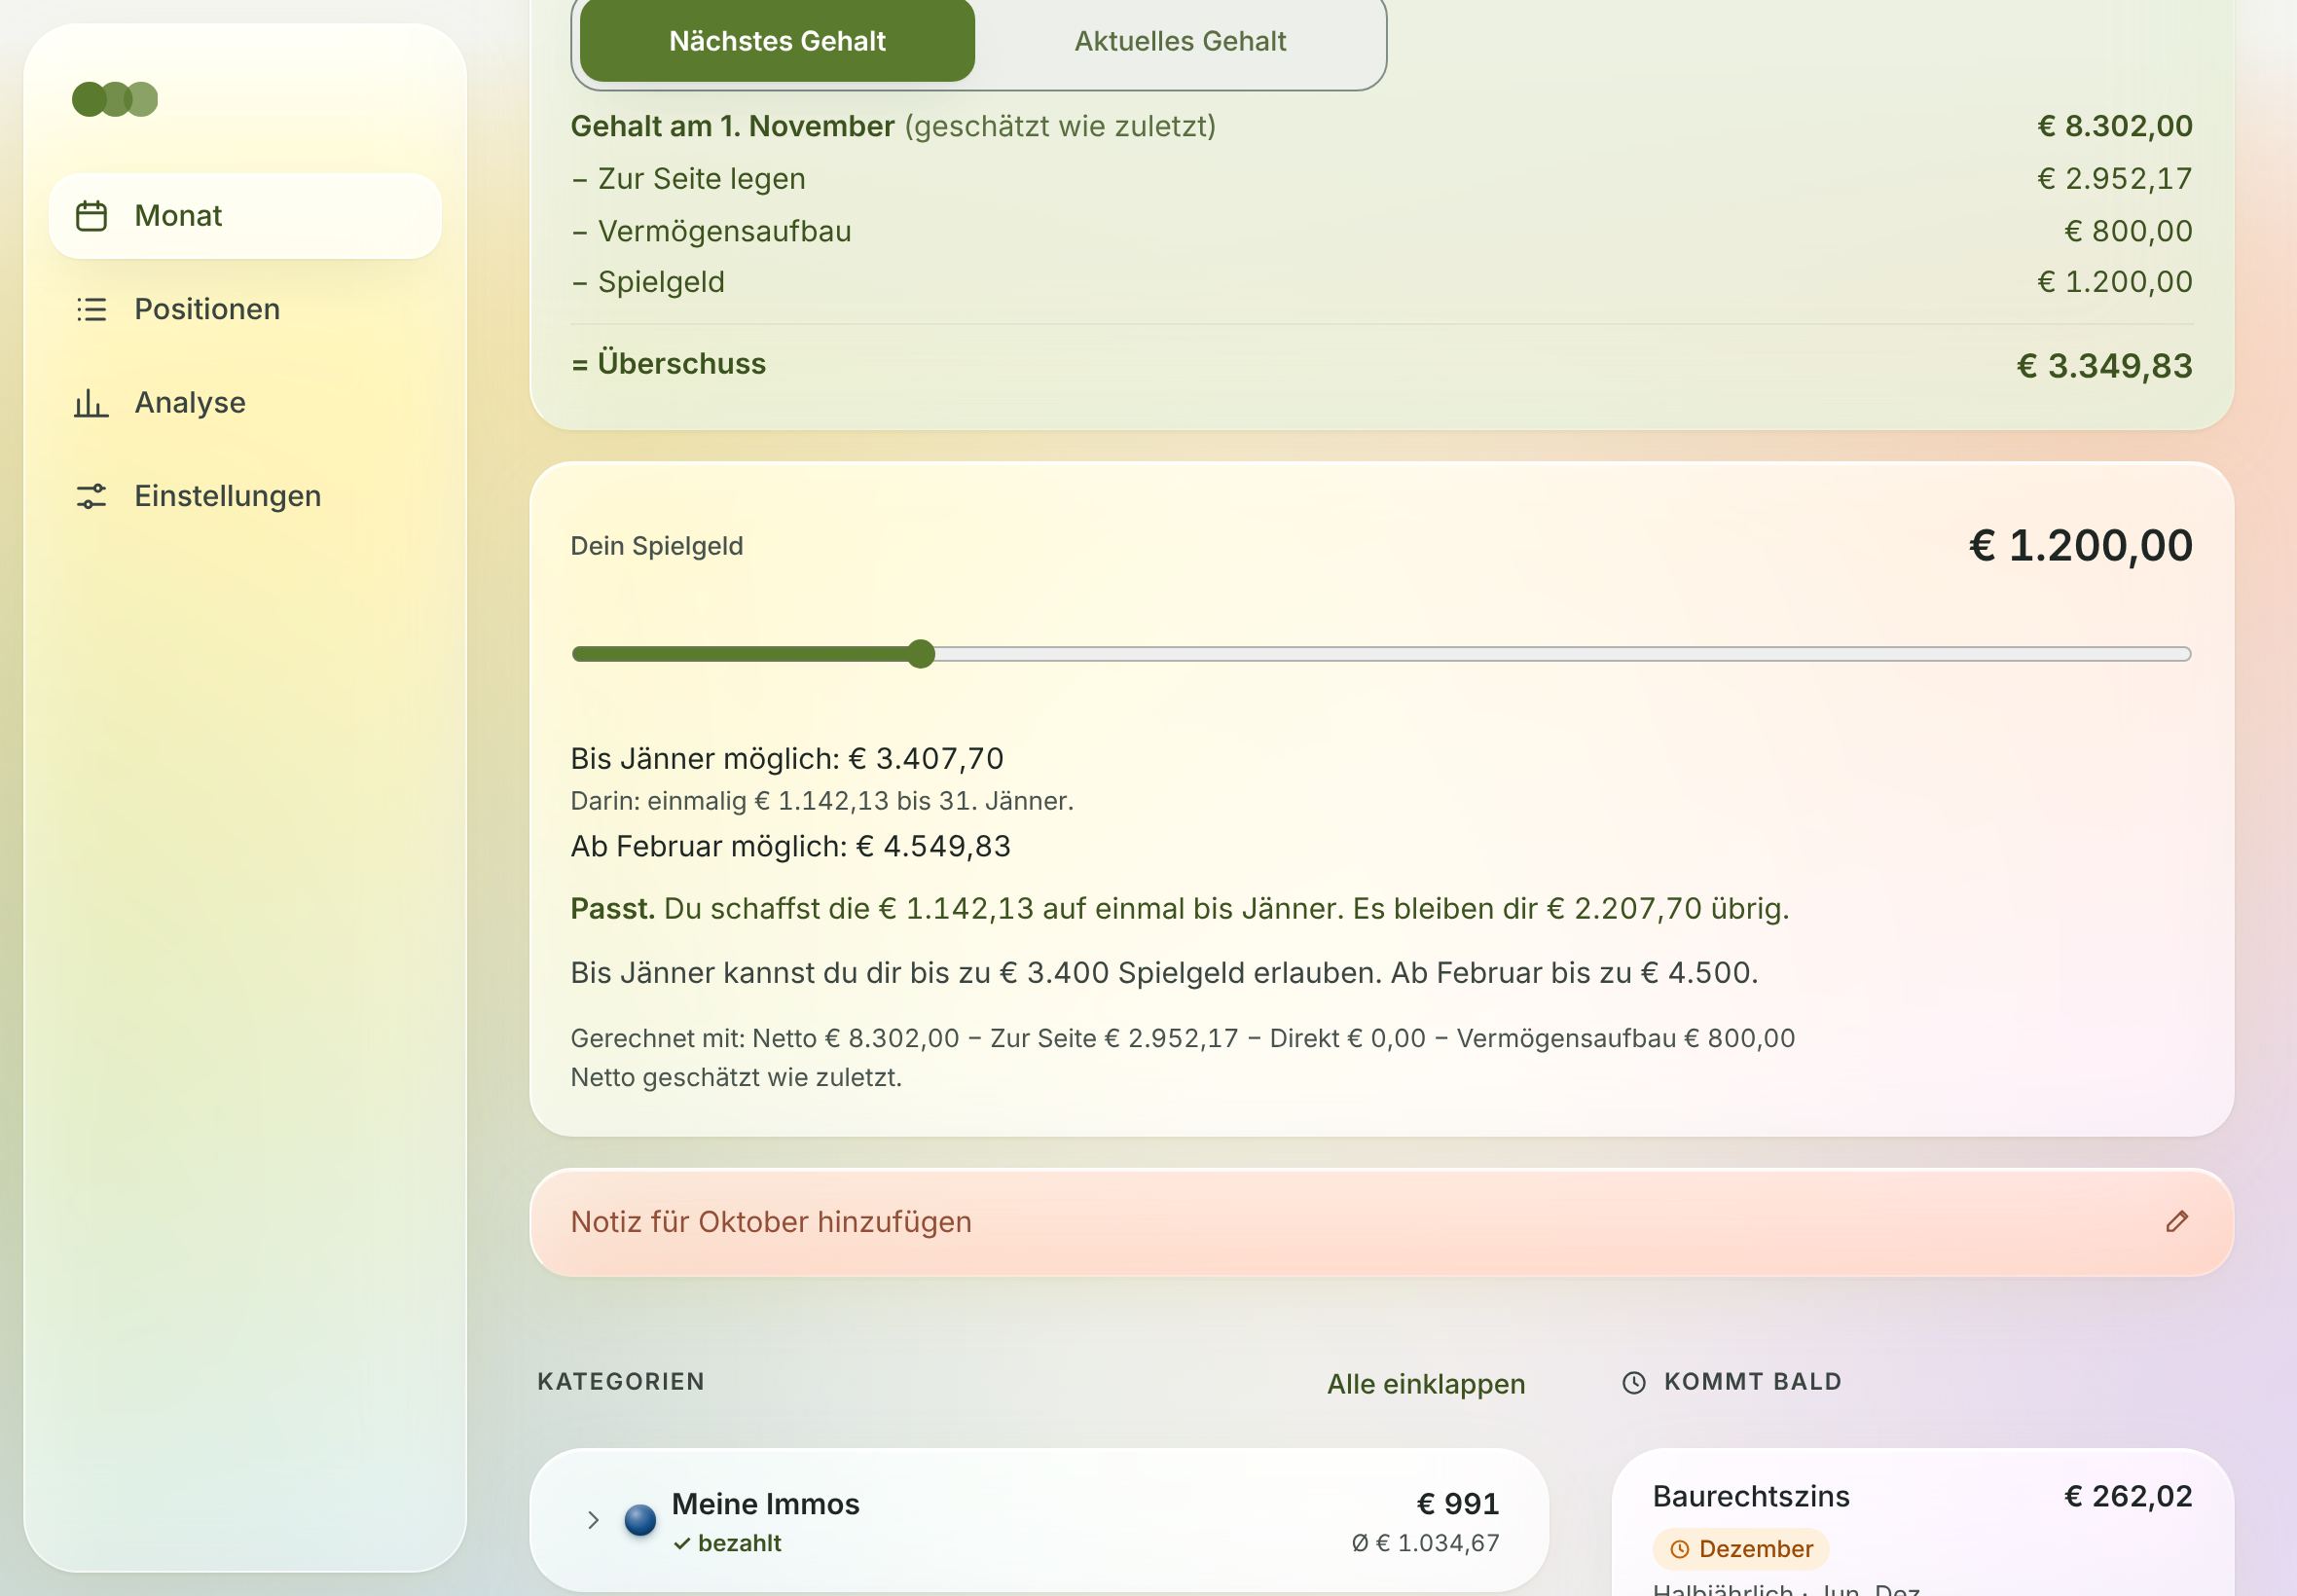 Nächstes Gehalt
Aktuelles Gehalt
Gehalt am 1. November (geschätzt wie zuletzt) € 8.302,00
– Zur Seite legen € 2.952,17
– Vermögensaufbau € 800,00
– Spielgeld € 1.200,00
= Überschuss € 3.349,83
Monat
Positionen
Analyse
Einstellungen
Dein Spielgeld € 1.200,00
Bis Jänner möglich: € 3.407,70
Darin: einmalig € 1.142,13 bis 31. Jänner.
Ab Februar möglich: € 4.549,83
Passt. Du schaffst die € 1.142,13 auf einmal bis Jänner. Es bleiben dir € 2.207,70 übrig.
Bis Jänner kannst du dir bis zu € 3.400 Spielgeld erlauben. Ab Februar bis zu € 4.500.
Gerechnet mit: Netto € 8.302,00 – Zur Seite € 2.952,17 – Direkt € 0,00 – Vermögensaufbau € 800,00
Netto geschätzt wie zuletzt.
Notiz für Oktober hinzufügen
KATEGORIEN
Alle einklappen
Meine Immos € 991
✓ bezahlt Ø € 1.034,67
KOMMT BALD
Baurechtszins € 262,02
Dezember
Halbjährlich · Jun, Dez